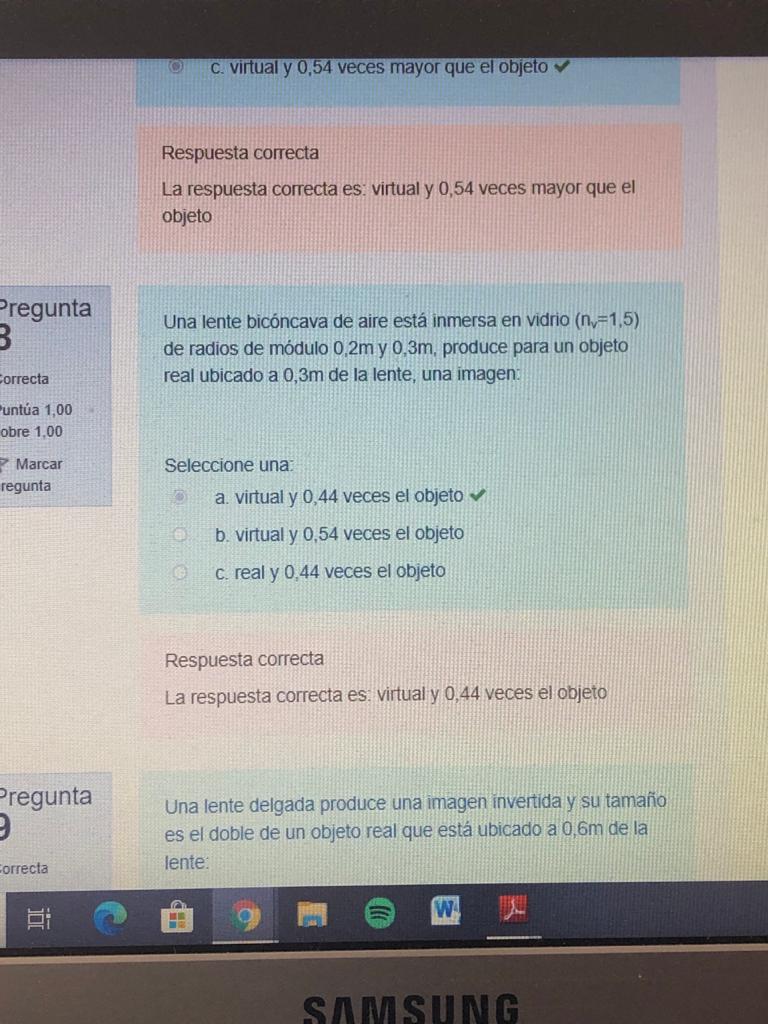 c. virtual y 0,54 veces mayor que el objeto
Respuesta correcta
La respuesta correcta es: virtual y 0,54 veces mayor que el
objeto
Pregunta
Correcta
Puntúa 1,00
sobre 1,00
Marcar
pregunta
Una lente bicóncava de aire está inmersa en vidrio (nv=1,5)
de radios de módulo 0,2m y 0,3m, produce para un objeto
real ubicado a 0,3m de la lente, una imagen:
Seleccione una:
a. virtual y 0,44 veces el objeto
b. virtual y 0,54 veces el objeto
c. real y 0,44 veces el objeto
Respuesta correcta
La respuesta correcta es: virtual y 0,44 veces el objeto
Pregunta
9
Correcta
Una lente delgada produce una imagen invertida y su tamaño
es el doble de un objeto real que está ubicado a 0,6m de la
lente:
W
SAMSUNG